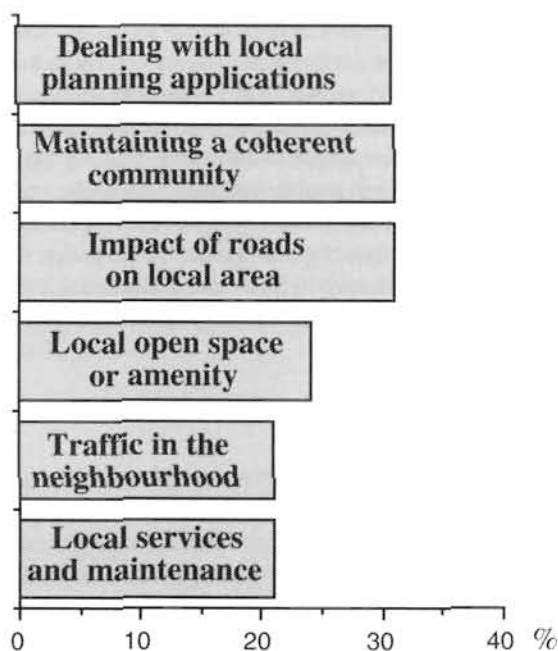 Dealing with local
planning applications
Maintaining a coherent
community
Impact of roads
on local area
Local open space
or amenity
Traffic in the
neighbourhood
Local services
and maintenance
0 10 20 30 40 %